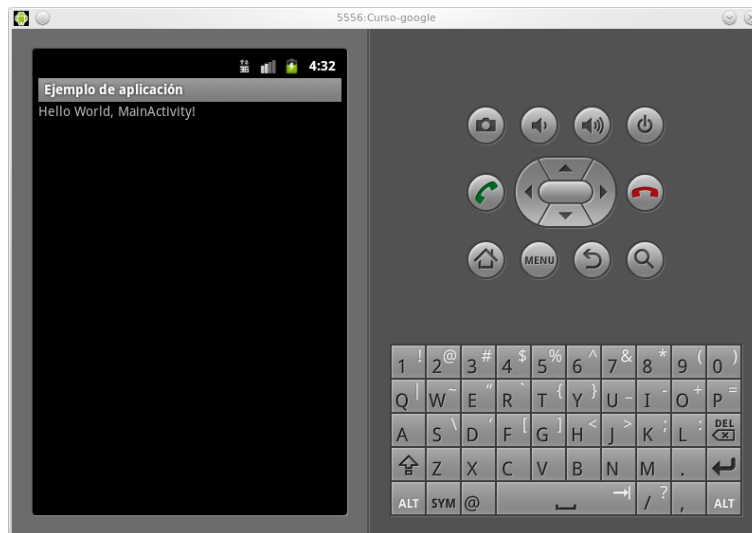 5556:Curso-google
3G 4:32
Ejemplo de aplicación
Hello World, MainActivity!
MENU
1 ! 2 @ 3 # 4 $ 5 % 6 ^ 7 & 8 * 9 ( 0 )
Q | W ~ E “ R ` T { Y } U _ I - O + P =
A S \ D ‘ F [ G ] H < J > K ; L : DEL
Z X C V B N M .
ALT SYM @ / ? , ALT